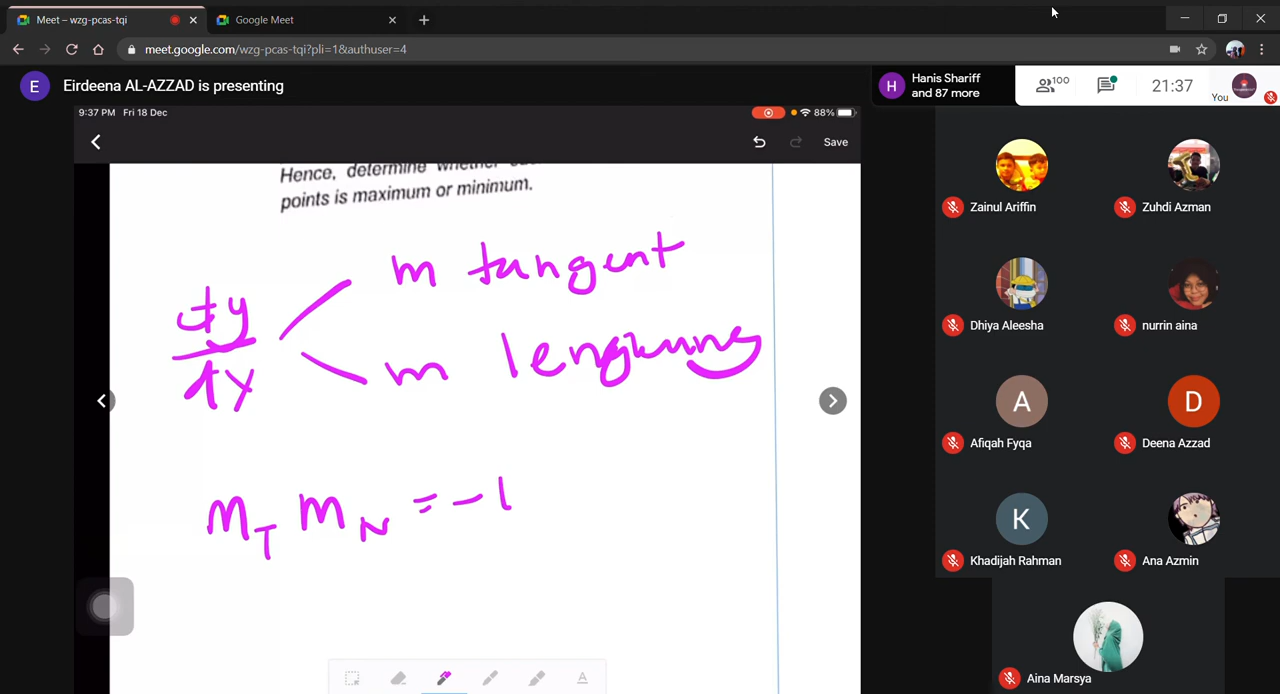 Meet – wzg-pcas-tqi
Google Meet
meet.google.com/wzg-pcas-tqi?pli=1&authuser=4
E
Eirdeena AL-AZZAD is presenting
H
Hanis Shariff
and 87 more
100
21:37
You
9:37 PM Fri 18 Dec
88%
Save
Hence, determine whether
points is maximum or minimum.
m tangent
dy
dx
m lengkung
m_T m_N = -1
Zainul Ariffin
Zuhdi Azman
Dhiya Aleesha
nurrin aina
A
D
Afiqah Fyqa
Deena Azzad
K
Khadijah Rahman
Ana Azmin
Aina Marsya
A